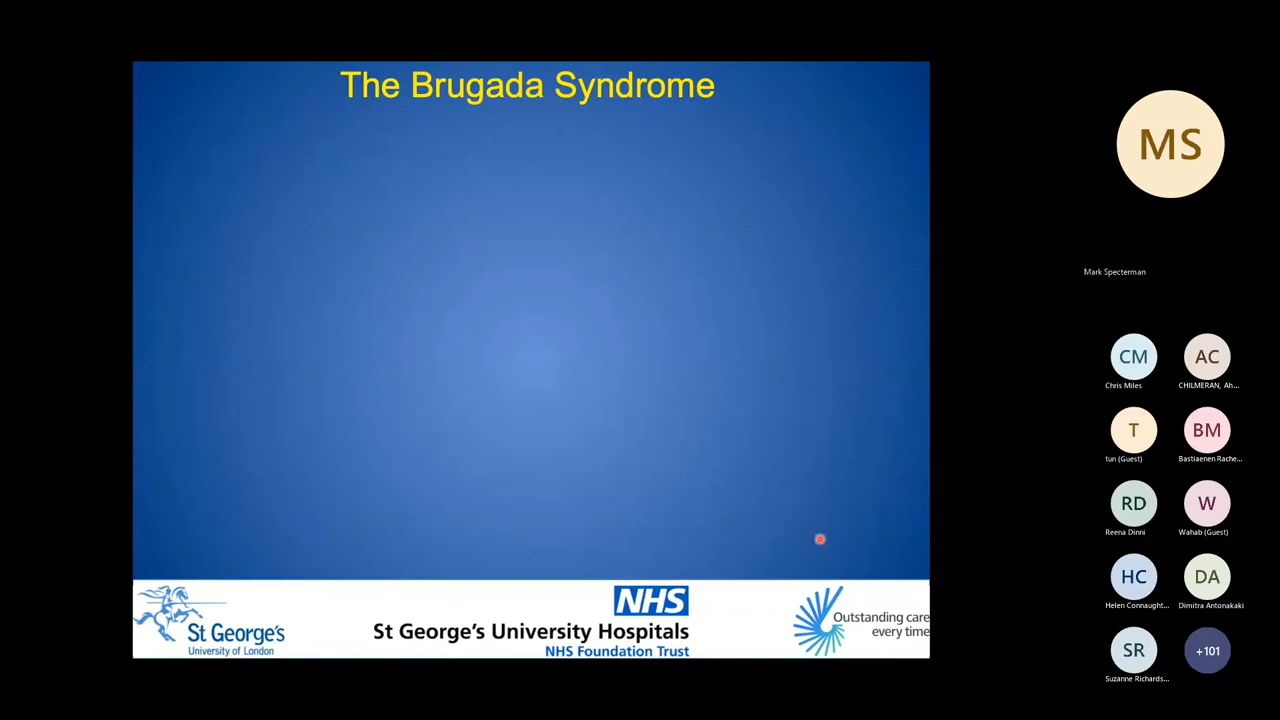 The Brugada Syndrome
St George's
University of London
NHS
St George's University Hospitals
NHS Foundation Trust
Outstanding care
every time
MS
Mark Specterman
CM
AC
Chris Miles
CHILMERAN, Ah...
T
BM
tun (Guest)
Bastiaenen Rache...
RD
W
Reena Dinni
Wahab (Guest)
HC
DA
Helen Connaught...
Dimitra Antonakaki
SR
+101
Suzanne Richards...